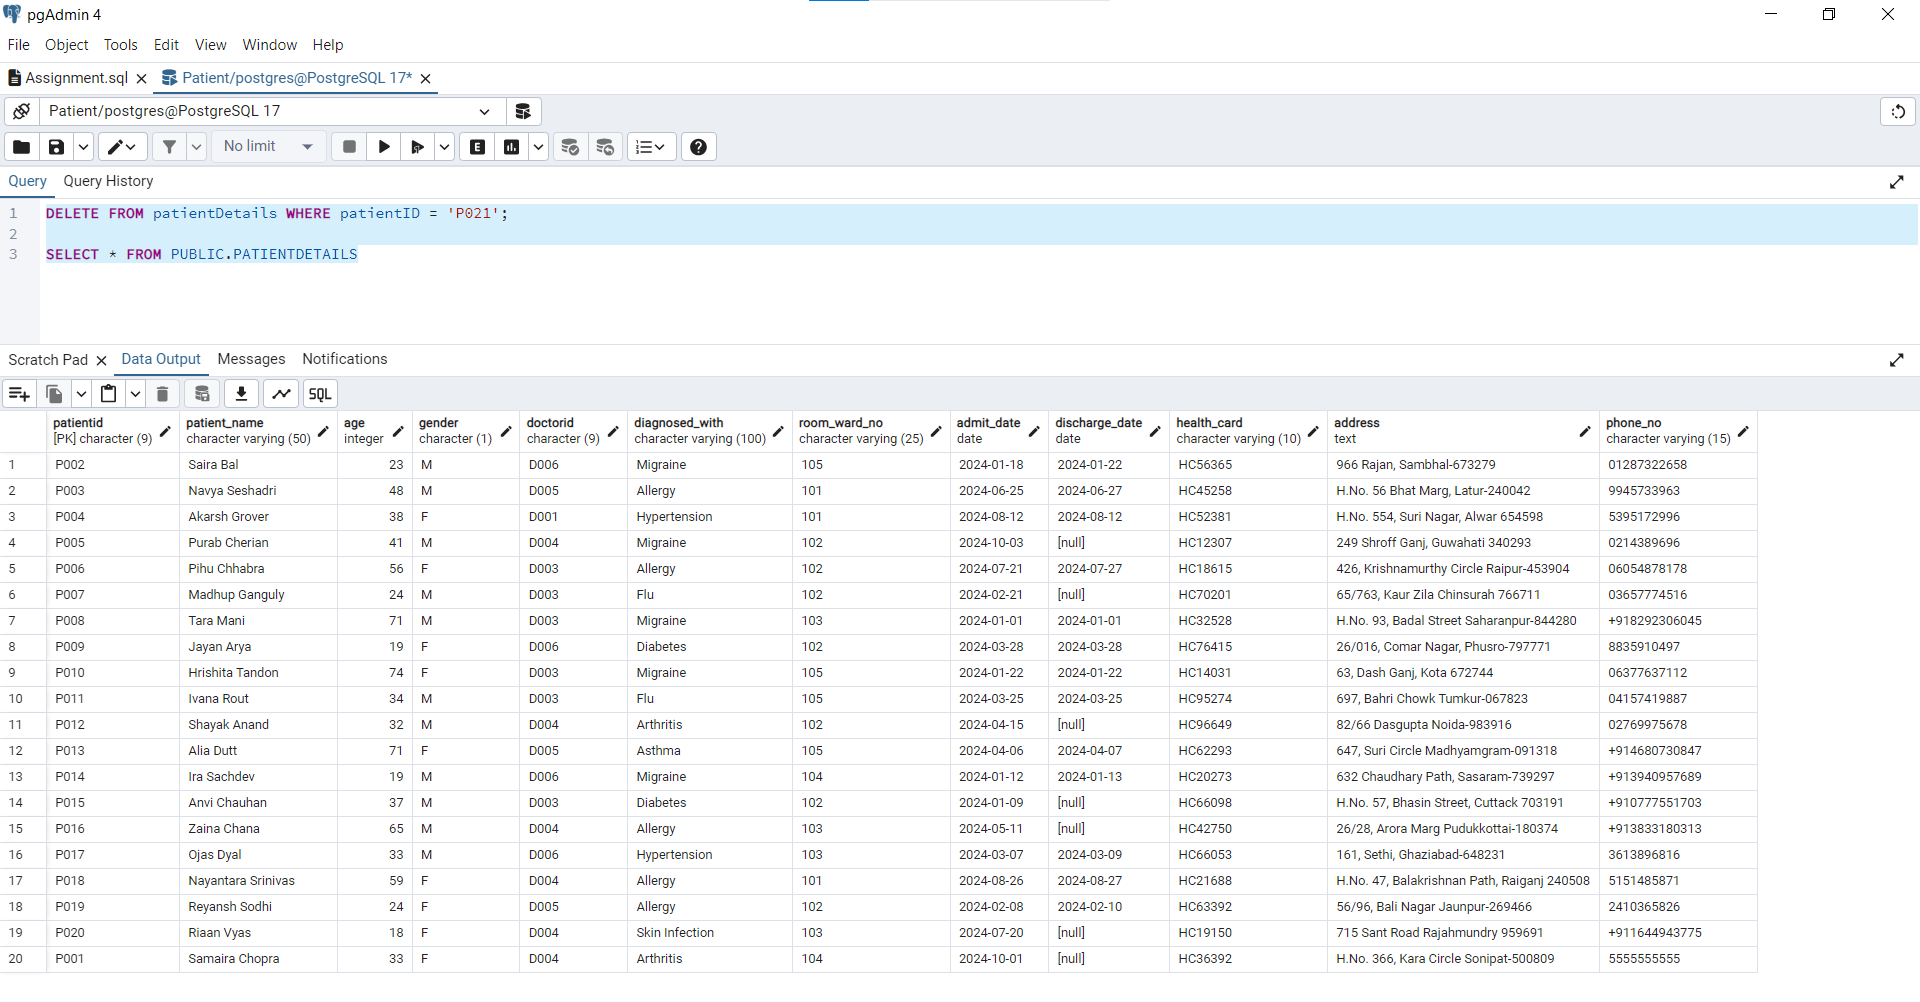 pgAdmin 4
File Object Tools Edit View Window Help
Assignment.sql Patient/postgres@PostgreSQL 17*
Patient/postgres@PostgreSQL 17
No limit E
Query Query History
1 DELETE FROM patientDetails WHERE patientID = 'P021';
2
3 SELECT * FROM PUBLIC.PATIENTDETAILS
Scratch Pad Data Output Messages Notifications
SQL
patientid patient_name age gender doctorid diagnosed_with room_ward_no admit_date discharge_date health_card address phone_no
[PK] character (9) character varying (50) integer character (1) character (9) character varying (100) character varying (25) date date character varying (10) text character varying (15)
1 P002 Saira Bal 23 M D006 Migraine 105 2024-01-18 2024-01-22 HC56365 966 Rajan, Sambhal-673279 01287322658
2 P003 Navya Seshadri 48 M D005 Allergy 101 2024-06-25 2024-06-27 HC45258 H.No. 56 Bhat Marg, Latur-240042 9945733963
3 P004 Akarsh Grover 38 F D001 Hypertension 101 2024-08-12 2024-08-12 HC52381 H.No. 554, Suri Nagar, Alwar 654598 5395172996
4 P005 Purab Cherian 41 M D004 Migraine 102 2024-10-03 [null] HC12307 249 Shroff Ganj, Guwahati 340293 0214389696
5 P006 Pihu Chhabra 56 F D003 Allergy 102 2024-07-21 2024-07-27 HC18615 426, Krishnamurthy Circle Raipur-453904 06054878178
6 P007 Madhup Ganguly 24 M D003 Flu 102 2024-02-21 [null] HC70201 65/763, Kaur Zila Chinsurah 766711 03657774516
7 P008 Tara Mani 71 M D003 Migraine 103 2024-01-01 2024-01-01 HC32528 H.No. 93, Badal Street Saharanpur-844280 +918292306045
8 P009 Jayan Arya 19 F D006 Diabetes 102 2024-03-28 2024-03-28 HC76415 26/016, Comar Nagar, Phusro-797771 8835910497
9 P010 Hrishita Tandon 74 F D003 Migraine 105 2024-01-22 2024-01-22 HC14031 63, Dash Ganj, Kota 672744 06377637112
10 P011 Ivana Rout 34 M D003 Flu 105 2024-03-25 2024-03-25 HC95274 697, Bahri Chowk Tumkur-067823 04157419887
11 P012 Shayak Anand 32 M D004 Arthritis 102 2024-04-15 [null] HC96649 82/66 Dasgupta Noida-983916 02769975678
12 P013 Alia Dutt 71 F D005 Asthma 105 2024-04-06 2024-04-07 HC62293 647, Suri Circle Madhyamgram-091318 +914680730847
13 P014 Ira Sachdev 19 M D006 Migraine 104 2024-01-12 2024-01-13 HC20273 632 Chaudhary Path, Sasaram-739297 +913940957689
14 P015 Anvi Chauhan 37 M D003 Diabetes 102 2024-01-09 [null] HC66098 H.No. 57, Bhasin Street, Cuttack 703191 +910777551703
15 P016 Zaina Chana 65 M D004 Allergy 103 2024-05-11 [null] HC42750 26/28, Arora Marg Pudukkottai-180374 +913833180313
16 P017 Ojas Dyal 33 M D006 Hypertension 103 2024-03-07 2024-03-09 HC66053 161, Sethi, Ghaziabad-648231 3613896816
17 P018 Nayantara Srinivas 59 F D004 Allergy 101 2024-08-26 2024-08-27 HC21688 H.No. 47, Balakrishnan Path, Raiganj 240508 5151485871
18 P019 Reyansh Sodhi 24 F D005 Allergy 102 2024-02-08 2024-02-10 HC63392 56/96, Bali Nagar Jaunpur-269466 2410365826
19 P020 Riaan Vyas 18 F D004 Skin Infection 103 2024-07-20 [null] HC19150 715 Sant Road Rajahmundry 959691 +911644943775
20 P001 Samaira Chopra 33 F D004 Arthritis 104 2024-10-01 [null] HC36392 H.No. 366, Kara Circle Sonipat-500809 5555555555